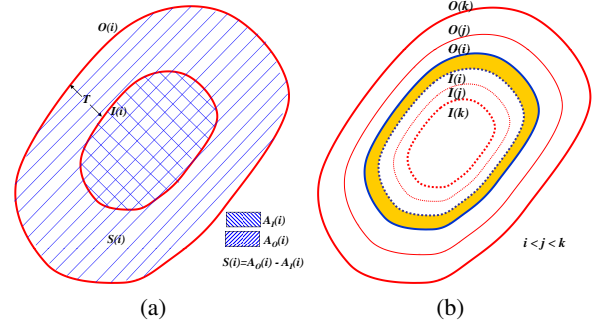 O(i)
T
I(i)
S(i)
A_I(i)
A_O(i)
S(i)=A_O(i) - A_I(i)
(a)
O(k)
O(j)
O(i)
I(i)
I(j)
I(k)
i < j < k
(b)